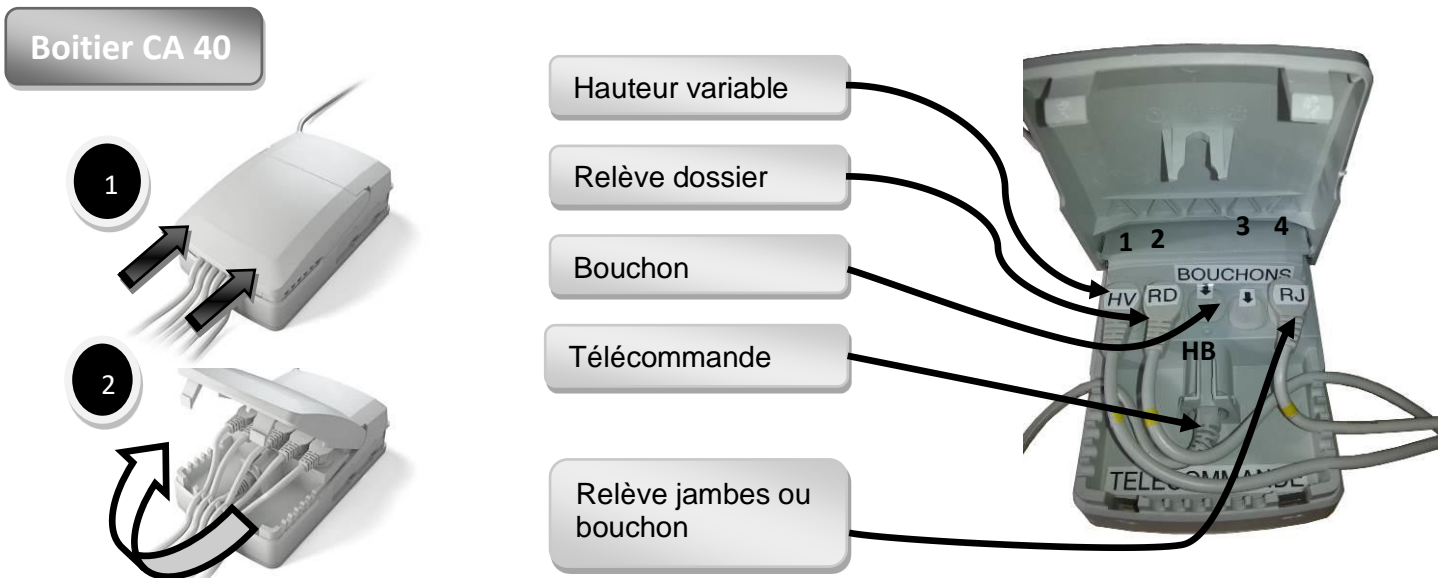 Boitier CA 40
1
2
Hauteur variable
Relève dossier
Bouchon
Télécommande
Relève jambes ou
bouchon
1 2 3 4
BOUCHONS
HV RD RJ
HB
TELECOMMANDE